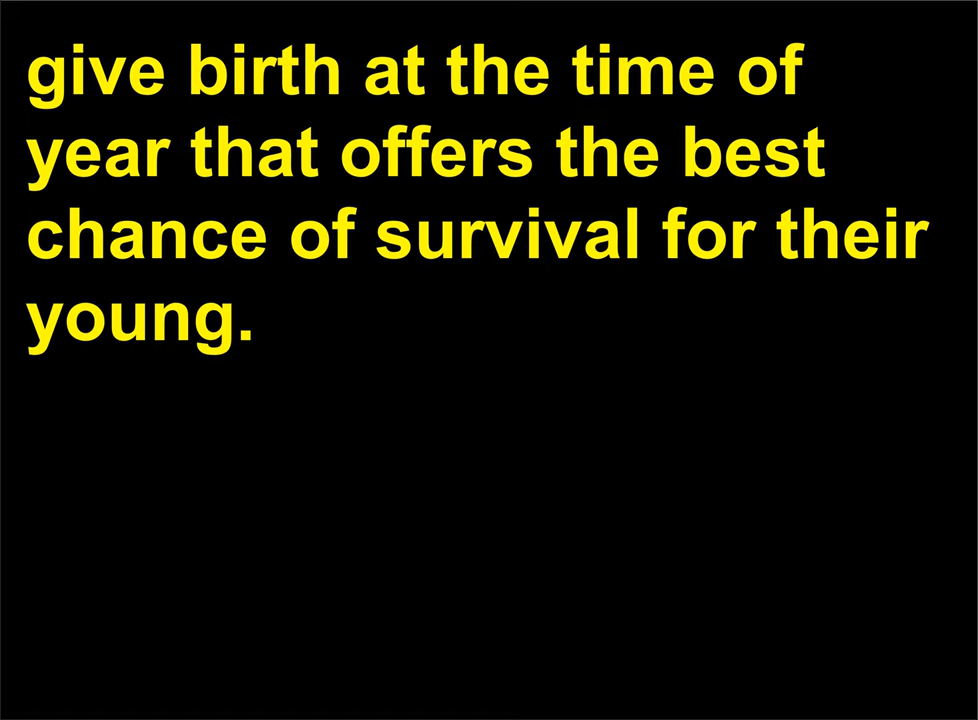 give birth at the time of
year that offers the best
chance of survival for their
young.